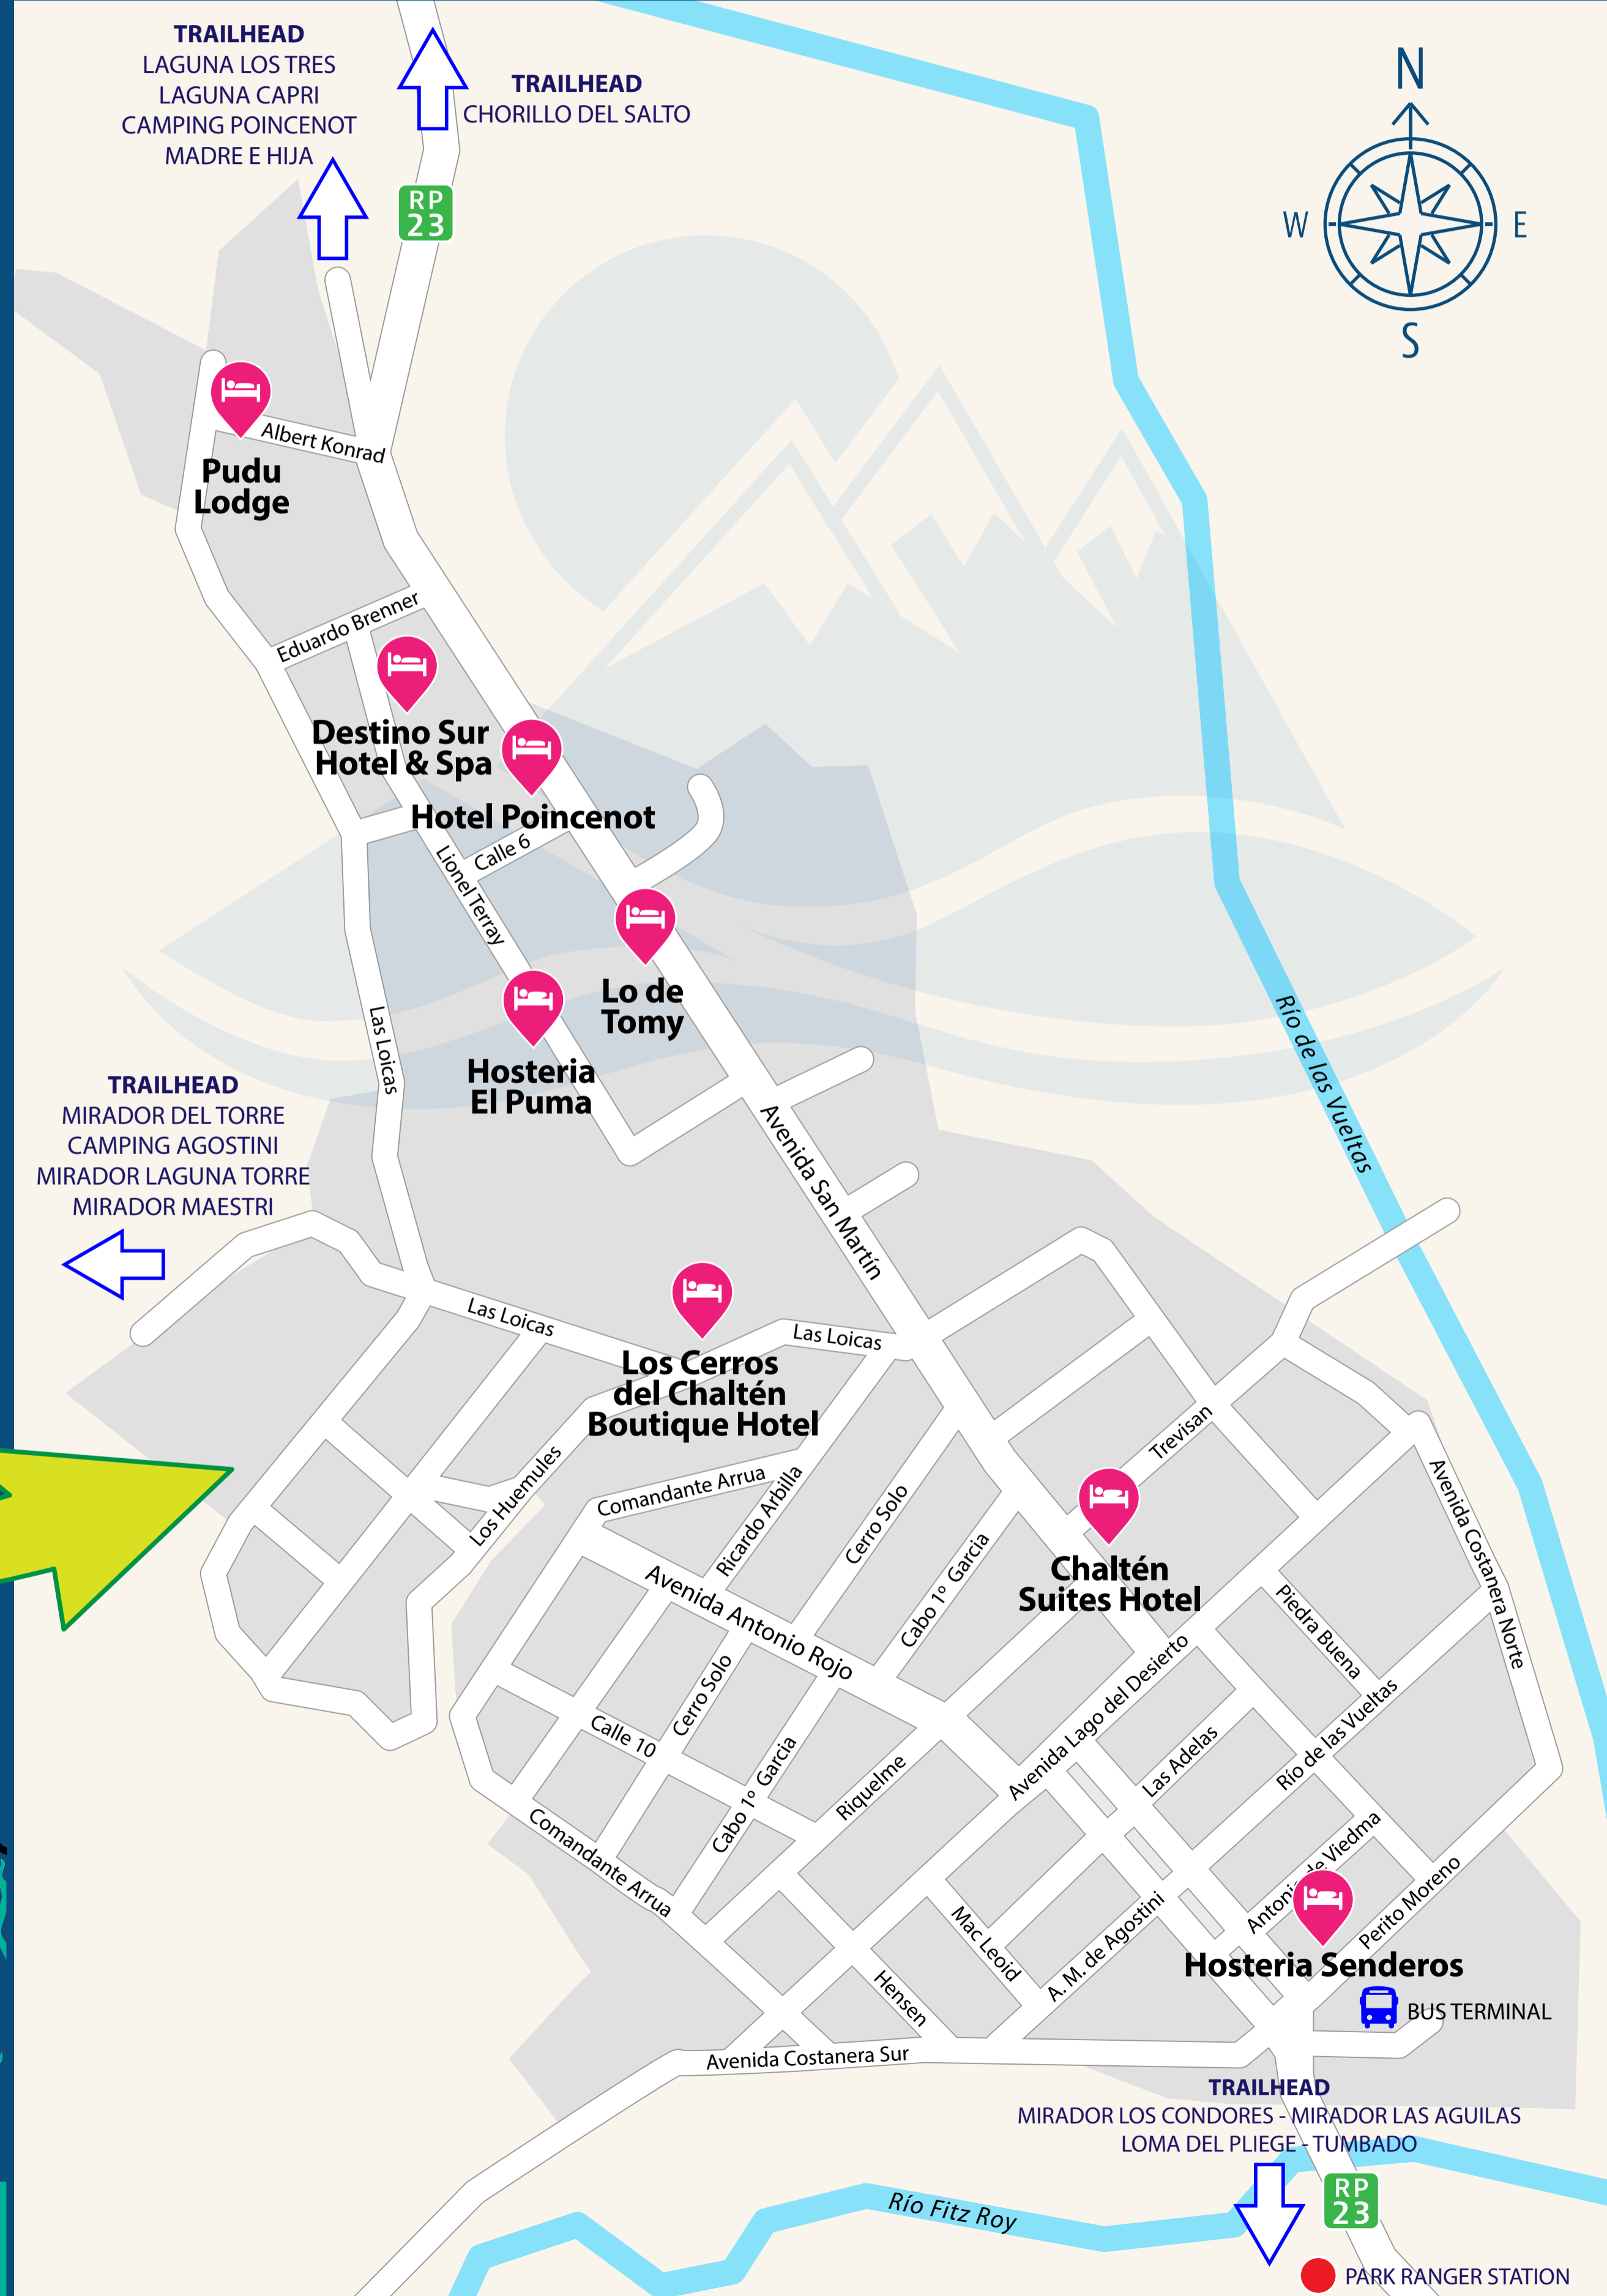 TRAILHEAD
LAGUNA LOS TRES
LAGUNA CAPRI
CAMPING POINCENOT
MADRE E HIJA
TRAILHEAD
CHORILLO DEL SALTO
RP
23
N
W
E
S
Albert Konrad
Pudu
Lodge
Eduardo Brenner
Destino Sur
Hotel & Spa
Hotel Poincenot
Calle 6
Lionel Terray
Lo de
Tomy
Hosteria
El Puma
Las Loicas
Río de las Vueltas
TRAILHEAD
MIRADOR DEL TORRE
CAMPING AGOSTINI
MIRADOR LAGUNA TORRE
MIRADOR MAESTRI
Avenida San Martín
Las Loicas
Las Loicas
Los Cerros
del Chaltén
Boutique Hotel
Los Huemules
Comandante Arrua
Ricardo Arbilla
Cerro Solo
Cabo 1º Garcia
Trevisan
Chaltén
Suites Hotel
Avenida Costanera Norte
Avenida Antonio Rojo
Piedra Buena
Cerro Solo
Calle 10
Cabo 1º Garcia
Riquelme
Avenida Lago del Desierto
Las Adelas
Río de las Vueltas
Comandante Arrua
Mac Leoid
A. M. de Agostini
de Viedma
Perito Moreno
Hosteria Senderos
Hensen
BUS TERMINAL
Avenida Costanera Sur
TRAILHEAD
MIRADOR LOS CONDORES - MIRADOR LAS AGUILAS
LOMA DEL PLIEGE - TUMBADO
Río Fitz Roy
RP
23
PARK RANGER STATION